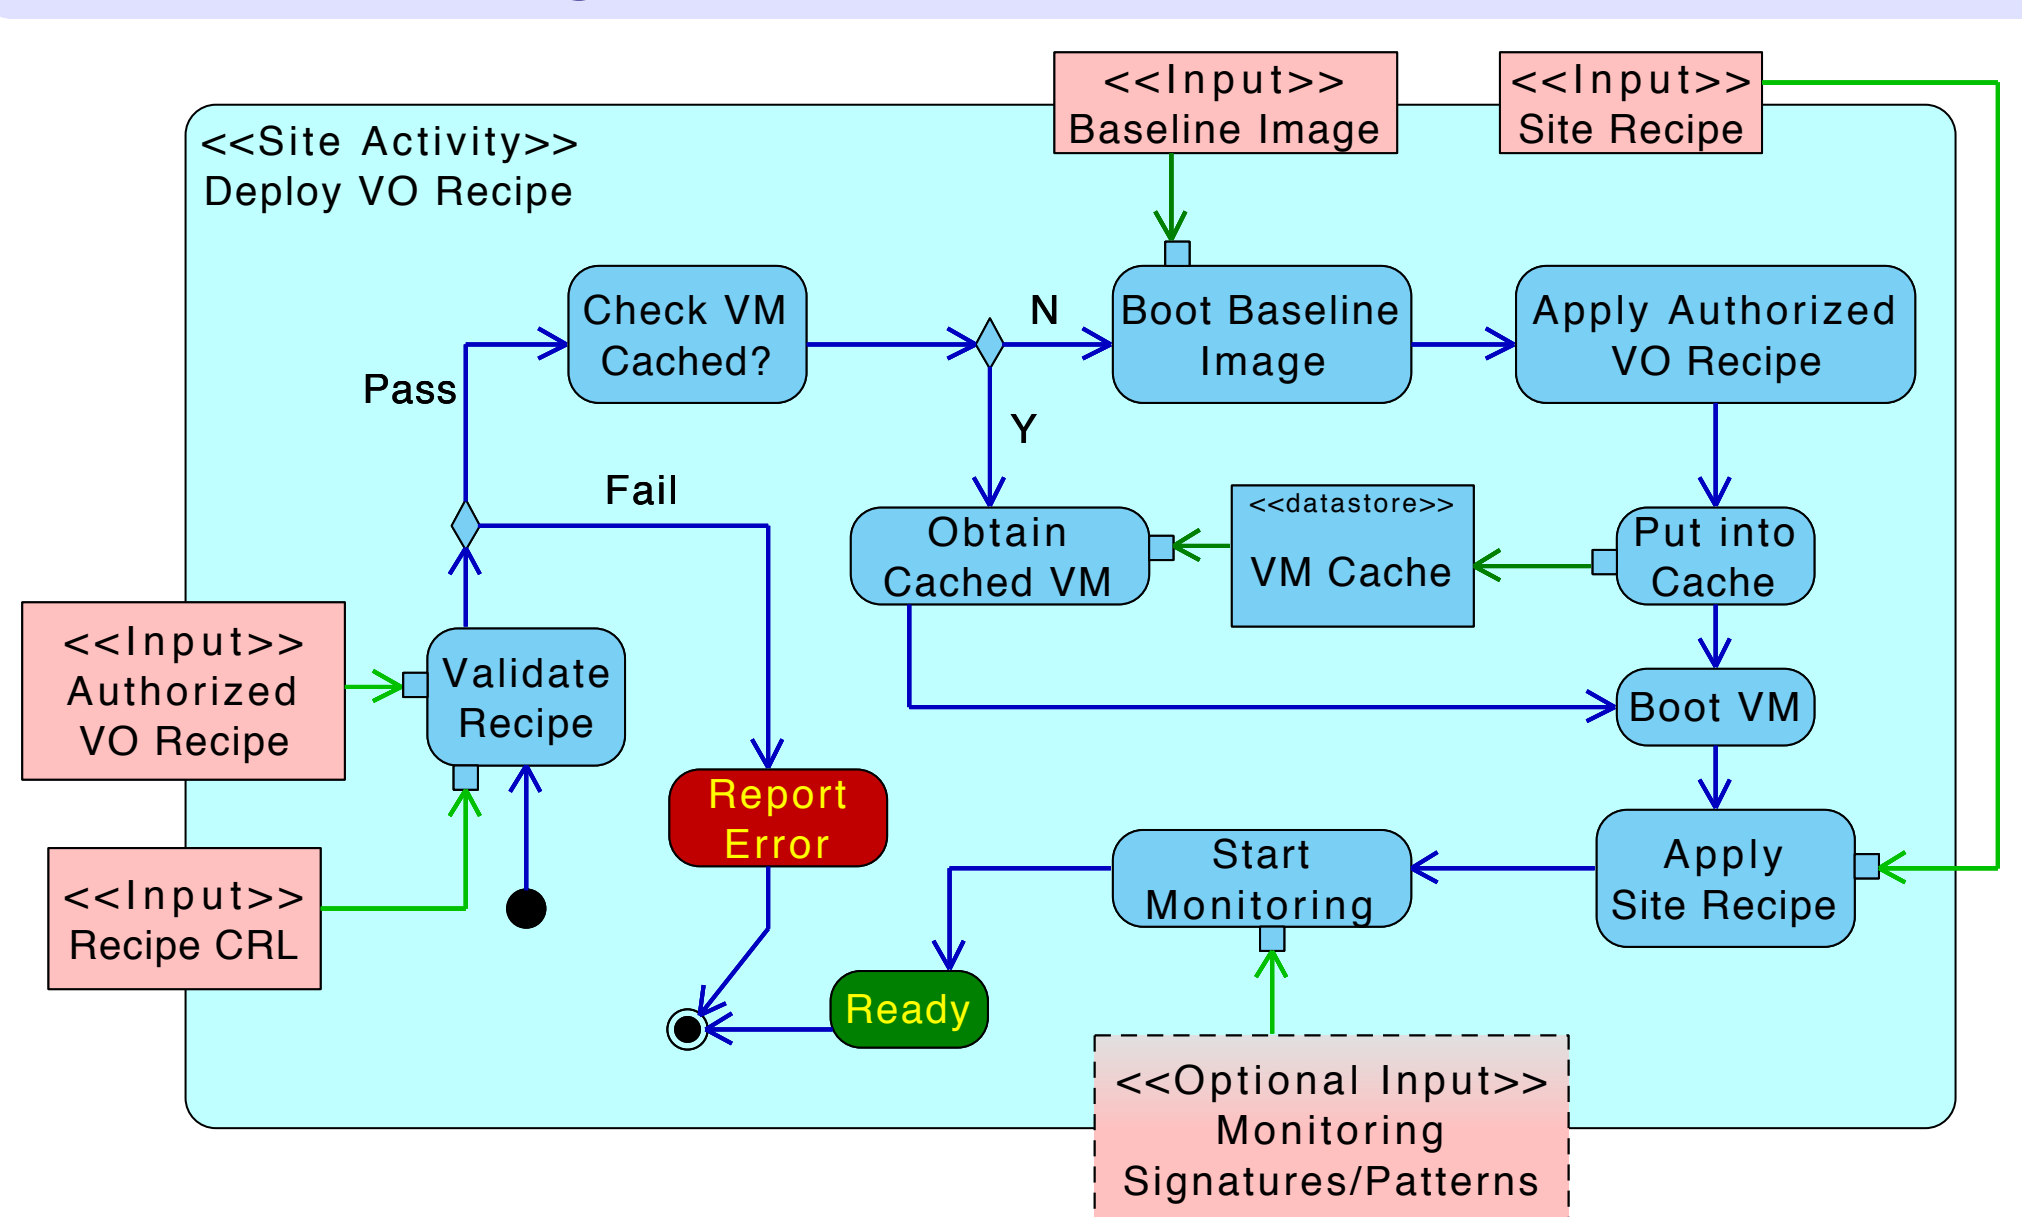 <<Input>>
Baseline Image
<<Input>>
Site Recipe
<<Site Activity>>
Deploy VO Recipe
Check VM
Cached?
N
Boot Baseline
Image
Apply Authorized
VO Recipe
Pass
Y
Fail
Obtain
Cached VM
<<datastore>>
VM Cache
Put into
Cache
<<Input>>
Authorized
VO Recipe
Validate
Recipe
Boot VM
Report
Error
Start
Monitoring
Apply
Site Recipe
<<Input>>
Recipe CRL
Ready
<<Optional Input>>
Monitoring
Signatures/Patterns